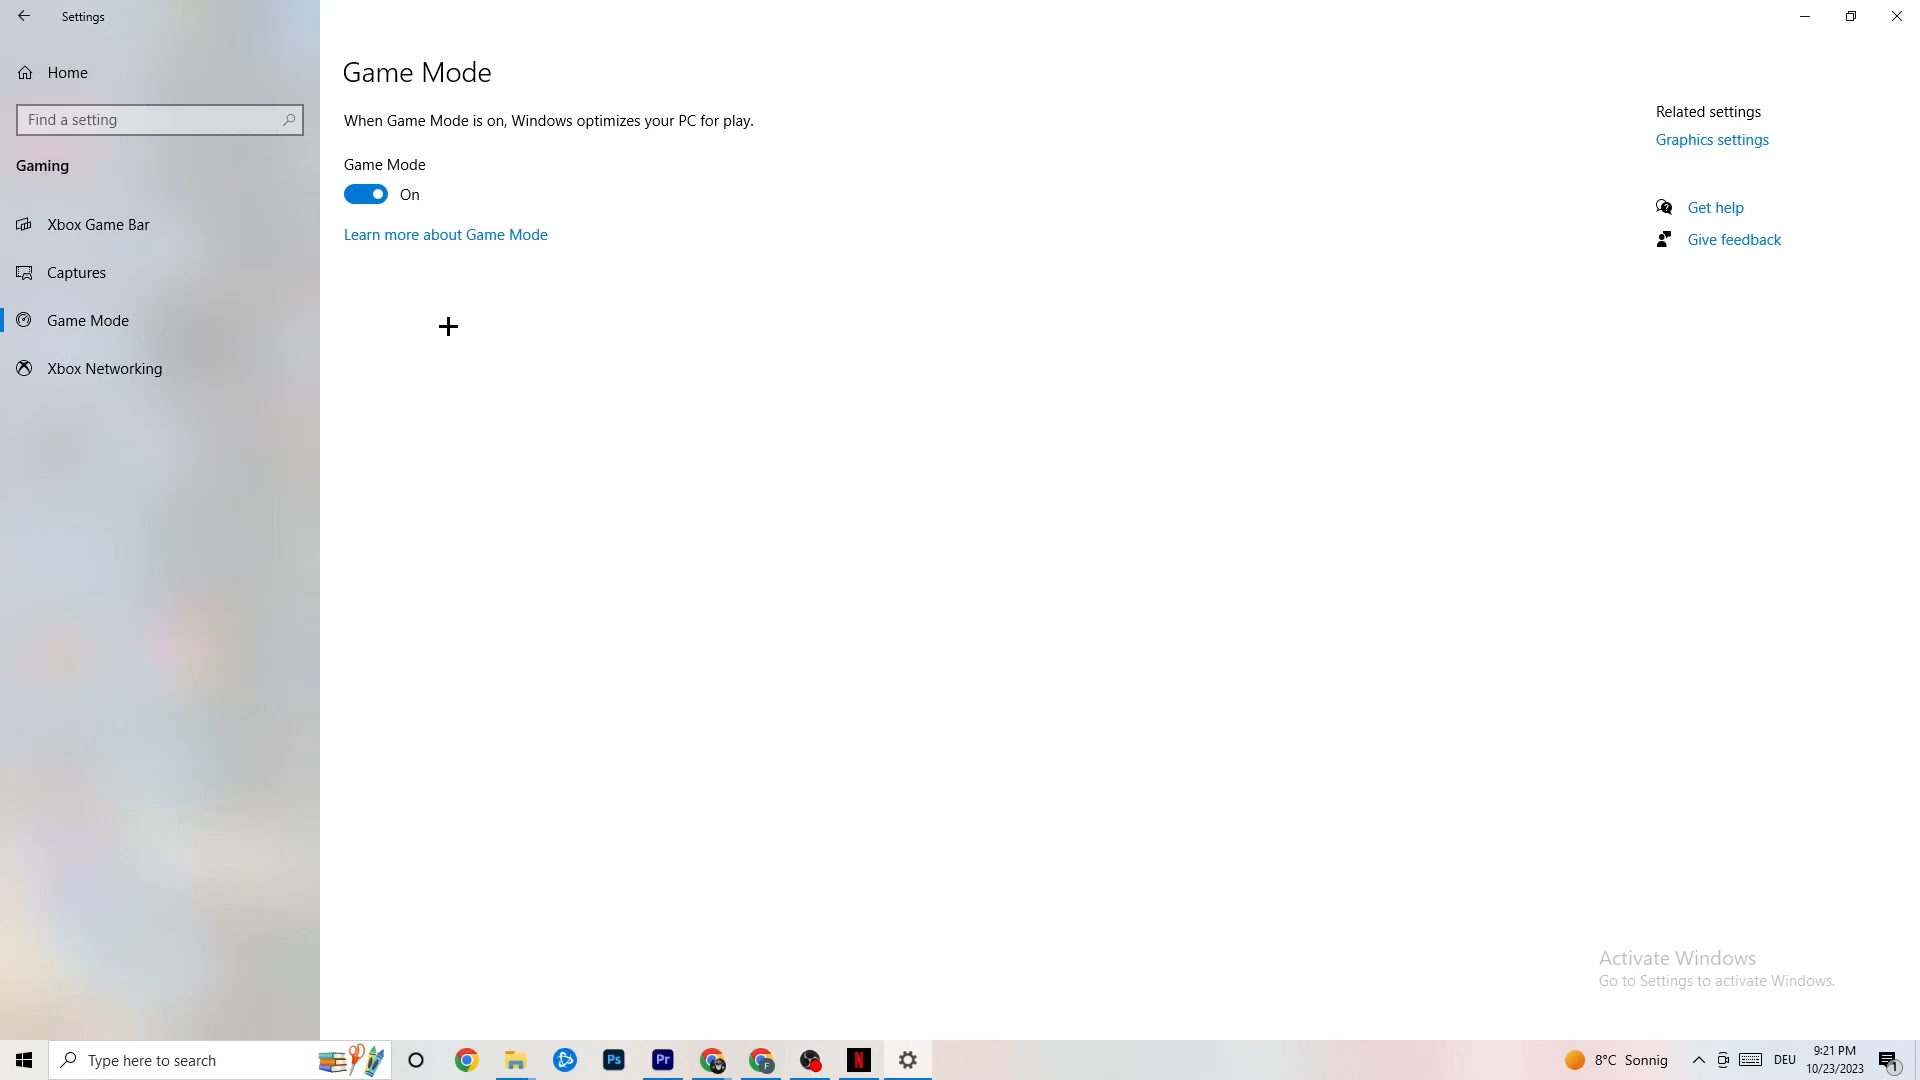 Settings
Home
Find a setting
Gaming
Xbox Game Bar
Captures
Game Mode
Xbox Networking
Game Mode
When Game Mode is on, Windows optimizes your PC for play.
Game Mode
On
Learn more about Game Mode
Related settings
Graphics settings
Get help
Give feedback
Activate Windows
Go to Settings to activate Windows.
Type here to search
Ps
Pr
F
N
8°C Sonnig
DEU
9:21 PM
10/23/2023
1